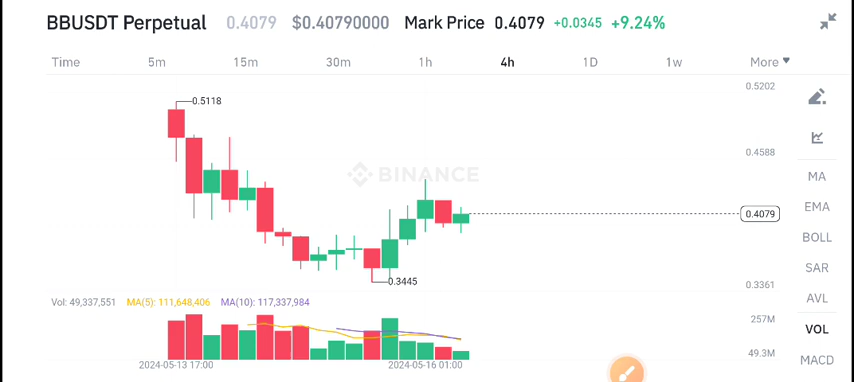 BBUSDT Perpetual 0.4079 $0.40790000 Mark Price 0.4079 +0.0345 +9.24%
Time 5m 15m 30m 1h 4h 1D 1w More
0.5202
0.5118
0.4588
BINANCE
MA
EMA
0.4079
BOLL
SAR
0.3445
0.3361
AVL
Vol: 49,337,551 MA(5): 111,648,406 MA(10): 117,337,984
257M
VOL
49.3M
MACD
2024-05-13 17:00 2024-05-16 01:00